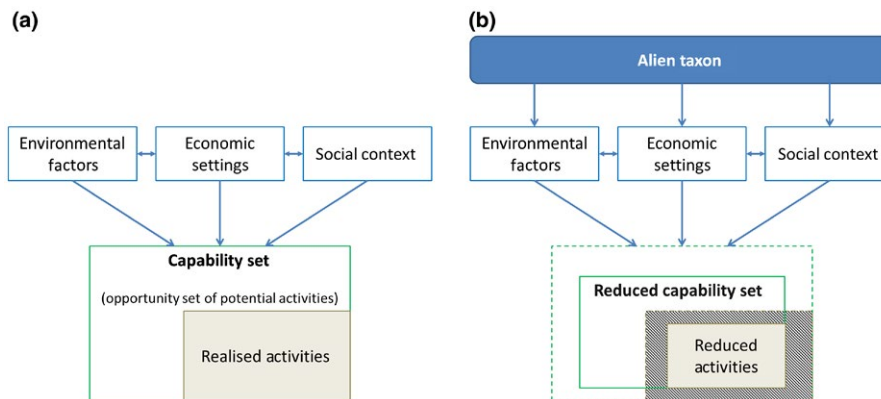 (a)
Environmental
factors
Economic
settings
Social context
Capability set
(opportunity set of potential activities)
Realised activities
(b)
Alien taxon
Environmental
factors
Economic
settings
Social context
Reduced capability set
Reduced
activities